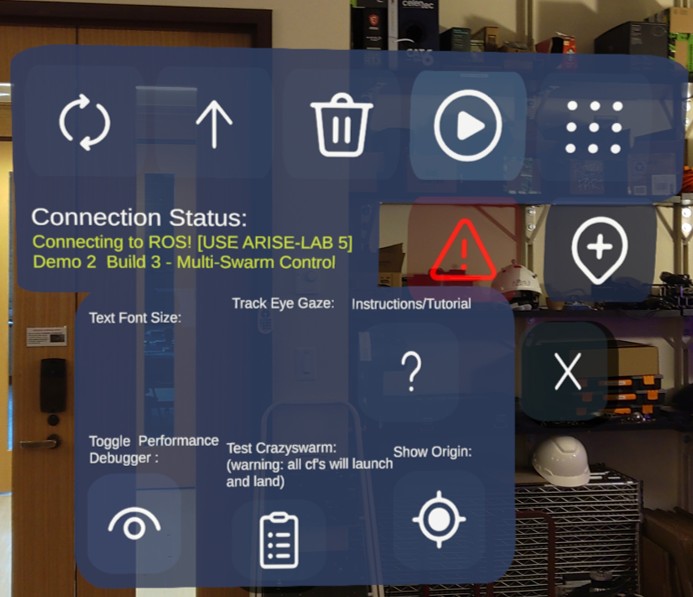 celeritec
Connection Status:
Connecting to ROS! [USE ARISE-LAB 5]
Demo 2 Build 3 - Multi-Swarm Control
Text Font Size:
Track Eye Gaze:
Instructions/Tutorial
?
X
Toggle Performance
Debugger :
Test Crazyswarm:
(warning: all cf's will launch
and land)
Show Origin: